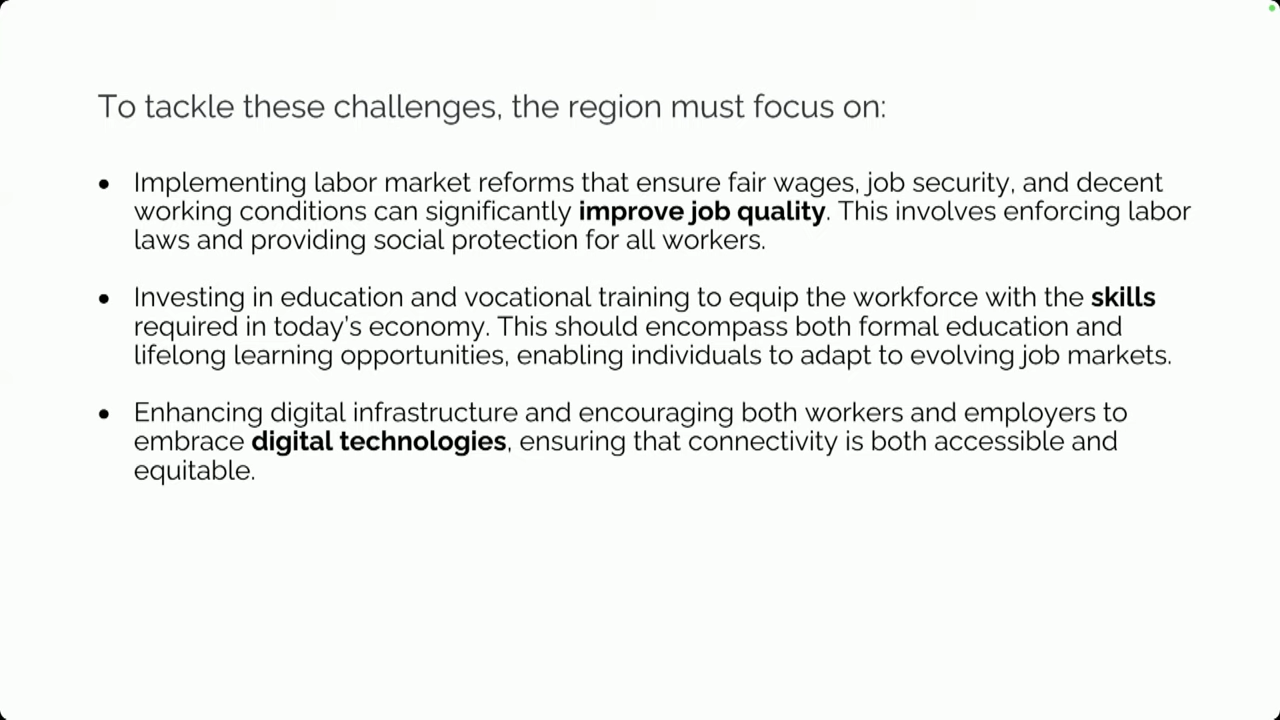 To tackle these challenges, the region must focus on:
• Implementing labor market reforms that ensure fair wages, job security, and decent
working conditions can significantly improve job quality. This involves enforcing labor
laws and providing social protection for all workers.
• Investing in education and vocational training to equip the workforce with the skills
required in today's economy. This should encompass both formal education and
lifelong learning opportunities, enabling individuals to adapt to evolving job markets.
• Enhancing digital infrastructure and encouraging both workers and employers to
embrace digital technologies, ensuring that connectivity is both accessible and
equitable.